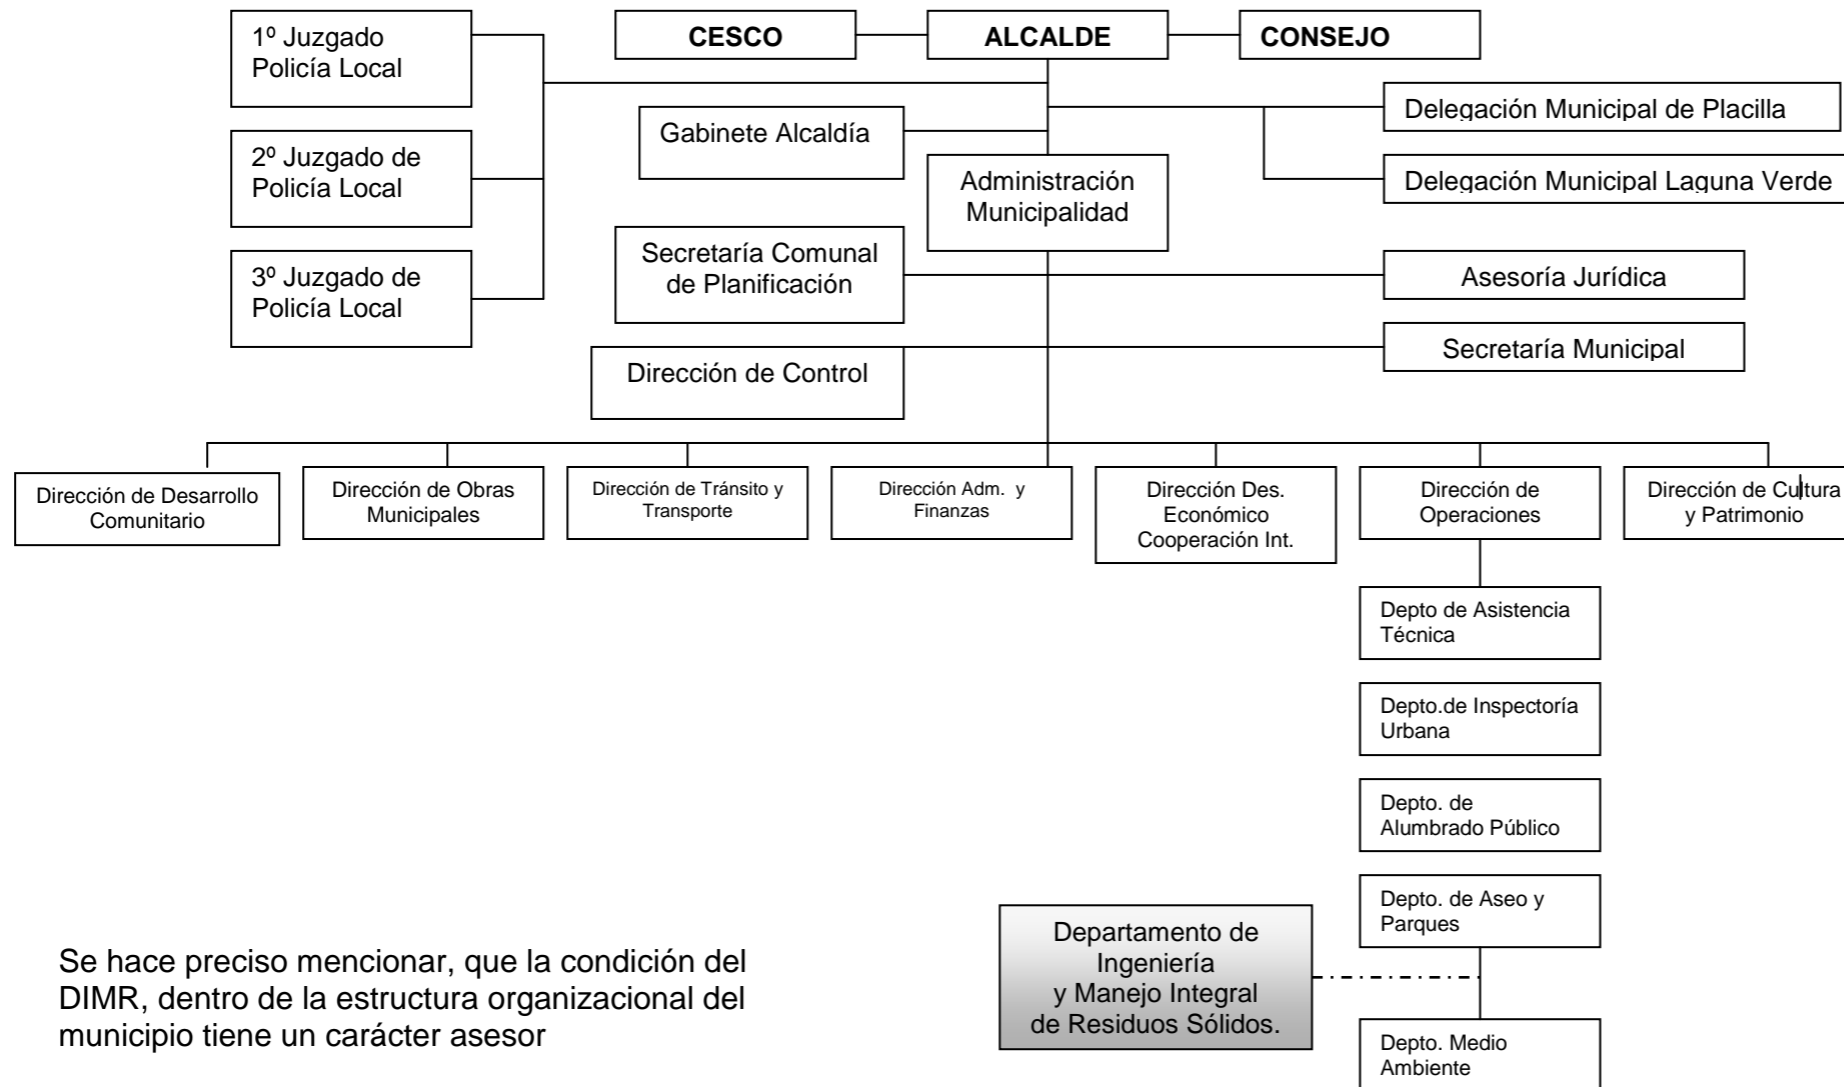 1º Juzgado
Policía Local
CESCO
ALCALDE
CONSEJO
Delegación Municipal de Placilla
Gabinete Alcaldía
2º Juzgado de
Policía Local
Administración
Municipalidad
Delegación Municipal Laguna Verde
Secretaría Comunal
de Planificación
3º Juzgado de
Policía Local
Asesoría Jurídica
Secretaría Municipal
Dirección de Control
Dirección de Desarrollo
Comunitario
Dirección de Obras
Municipales
Dirección de Tránsito y
Transporte
Dirección Adm. y
Finanzas
Dirección Des.
Económico
Cooperación Int.
Dirección de
Operaciones
Dirección de Cultura
y Patrimonio
Depto de Asistencia
Técnica
Depto.de Inspectoría
Urbana
Depto. de
Alumbrado Público
Depto. de Aseo y
Parques
Departamento de
Ingeniería
y Manejo Integral
de Residuos Sólidos.
Se hace preciso mencionar, que la condición del
DIMR, dentro de la estructura organizacional del
municipio tiene un carácter asesor
Depto. Medio
Ambiente